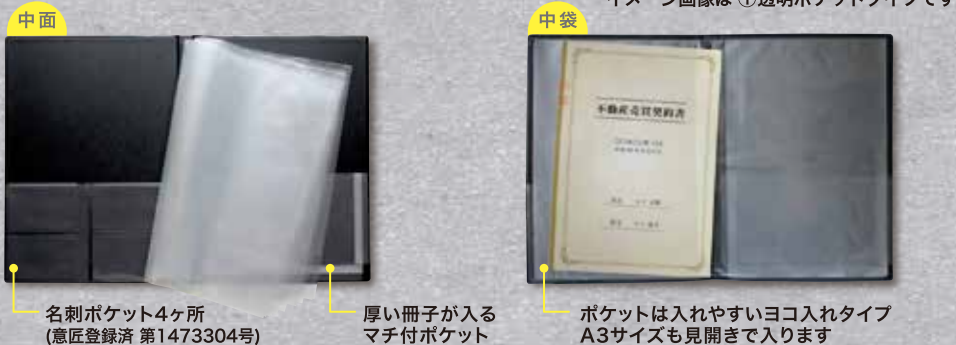 イメージ画像は ①透明ポケットタイプです
中面
中袋
不動産売買契約書
名刺ポケット4ヶ所
(意匠登録済 第1473304号)
厚い冊子が入る
マチ付ポケット
ポケットは入れやすいヨコ入れタイプ
A3サイズも見開きで入ります